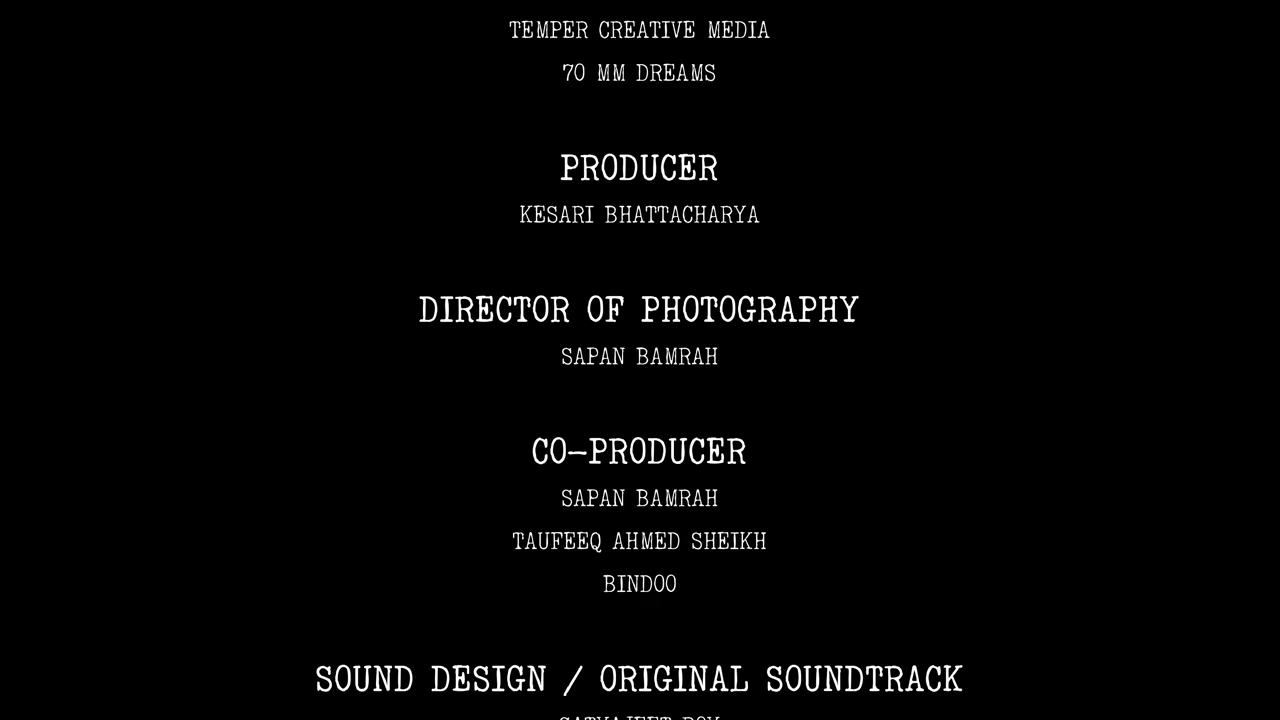 TEMPER CREATIVE MEDIA
70 MM DREAMS
PRODUCER
KESARI BHATTACHARYA
DIRECTOR OF PHOTOGRAPHY
SAPAN BAMRAH
CO-PRODUCER
SAPAN BAMRAH
TAUFEEQ AHMED SHEIKH
BINDOO
SOUND DESIGN / ORIGINAL SOUNDTRACK